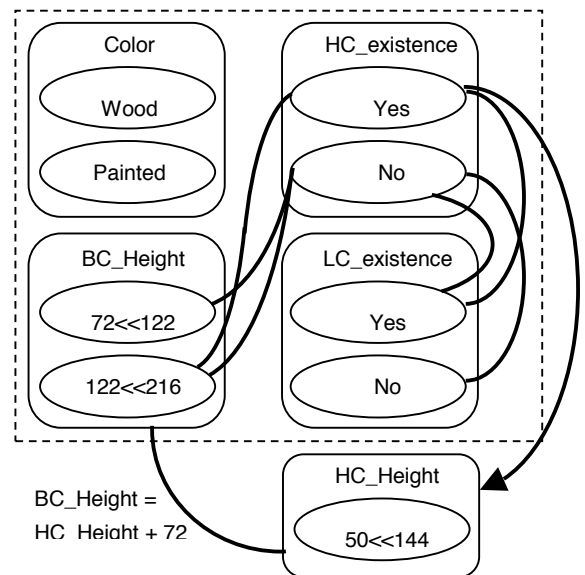 Color
Wood
Painted
HC_existence
Yes
No
BC_Height
72<<122
122<<216
LC_existence
Yes
No
HC_Height
50<<144
BC_Height =
HC_Height + 72